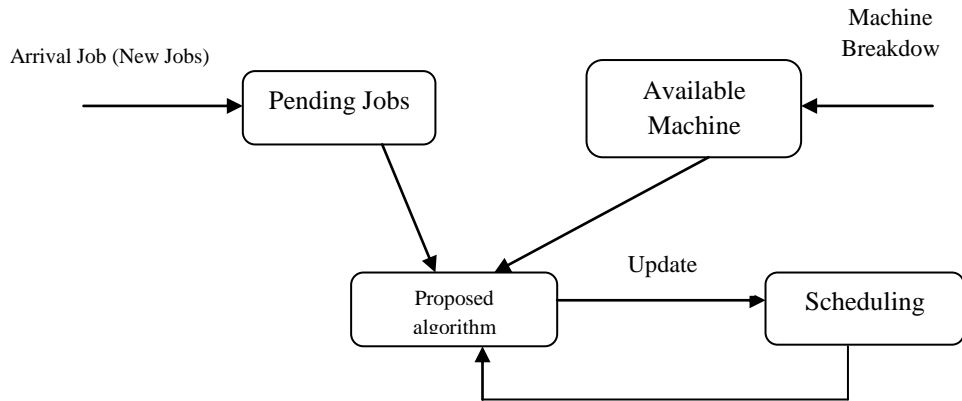 Machine
Breakdow
Arrival Job (New Jobs)
Pending Jobs
Available
Machine
Update
Proposed
algorithm
Scheduling